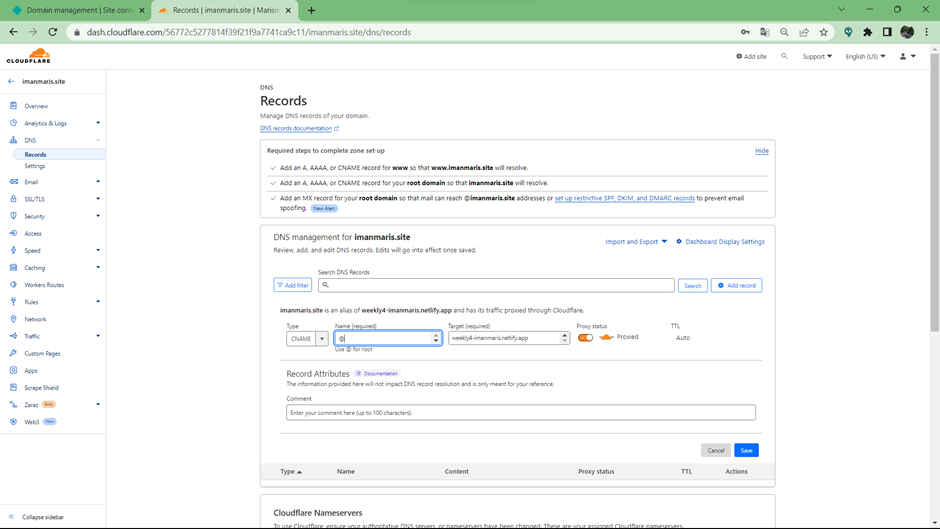 Domain management | Site conf
Records | imanmaris.site | Marisin
dash.cloudflare.com/56772c5277814f39f21f9a7741ca9c11/imanmaris.site/dns/records
CLOUDFLARE
Add site
Support
English (US)
imanmaris.site
Overview
Analytics & Logs
DNS
Records
Settings
Email
SSL/TLS
Security
Access
Speed
Caching
Workers Routes
Rules
Network
Traffic
Custom Pages
Apps
Scrape Shield
Zaraz Beta
Web3 New
Collapse sidebar
DNS
Records
Manage DNS records of your domain.
DNS records documentation
Required steps to complete zone set-up
Hide
Add an A, AAAA, or CNAME record for www so that www.imanmaris.site will resolve.
Add an A, AAAA, or CNAME record for your root domain so that imanmaris.site will resolve.
Add an MX record for your root domain so that mail can reach @imanmaris.site addresses or set up restrictive SPF, DKIM, and DMARC records to prevent email
spoofing. New Alert
DNS management for imanmaris.site
Review, add, and edit DNS records. Edits will go into effect once saved.
Import and Export
Dashboard Display Settings
Search DNS Records
Add filter
Search
Add record
imanmaris.site is an alias of weekly4-imanmaris.netlify.app and has its traffic proxied through Cloudflare.
Type Name (required) Target (required) Proxy status TTL
CNAME @ weekly4-imanmaris.netlify.app Proxied Auto
Use @ for root
Record Attributes Documentation
The information provided here will not impact DNS record resolution and is only meant for your reference.
Comment
Enter your comment here (up to 100 characters).
Cancel Save
Type Name Content Proxy status TTL Actions
Cloudflare Nameservers
To use Cloudflare, ensure your authoritative DNS servers, or nameservers have been changed. These are your assigned Cloudflare nameservers.